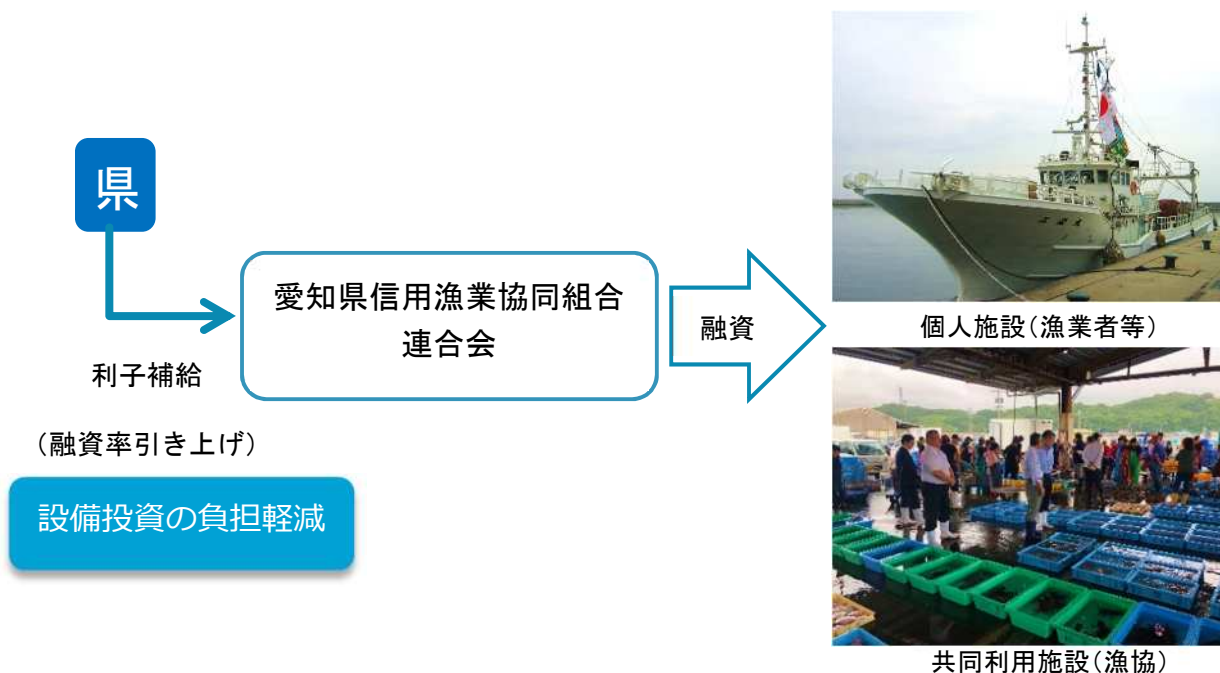 県
利子補給
(融資率引き上げ)
設備投資の負担軽減
愛知県信用漁業協同組合
連合会
融資
個人施設(漁業者等)
共同利用施設(漁協)